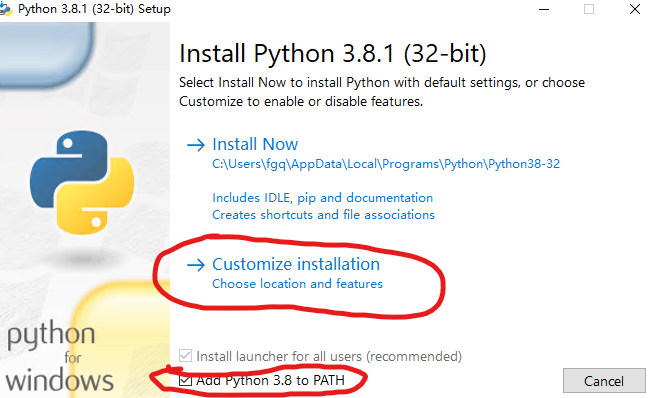 Python 3.8.1 (32-bit) Setup
Install Python 3.8.1 (32-bit)
Select Install Now to install Python with default settings, or choose
Customize to enable or disable features.
Install Now
C:\Users\fgq\AppData\Local\Programs\Python\Python38-32
Includes IDLE, pip and documentation
Creates shortcuts and file associations
Customize installation
Choose location and features
Install launcher for all users (recommended)
Add Python 3.8 to PATH
Cancel
python
for
windows